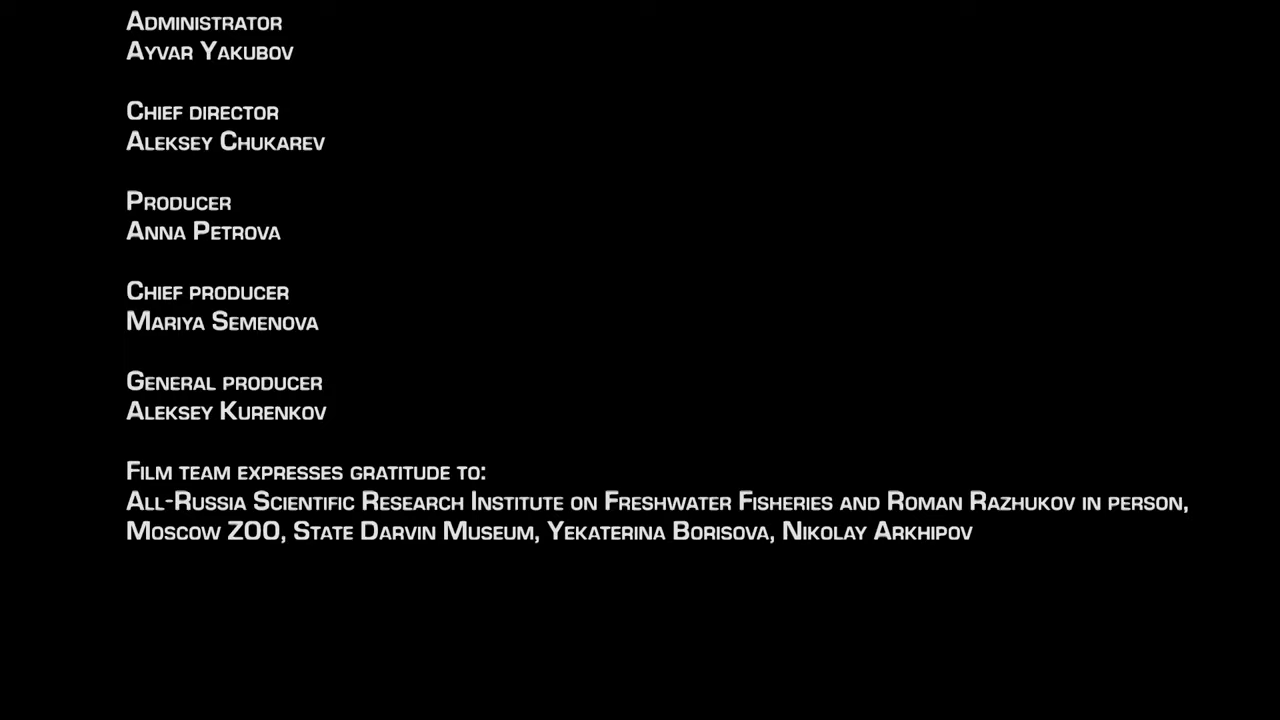 Administrator
Ayvar Yakubov
Chief director
Aleksey Chukarev
Producer
Anna Petrova
Chief producer
Mariya Semenova
General producer
Aleksey Kurenkov
Film team expresses gratitude to:
All-Russia Scientific Research Institute on Freshwater Fisheries and Roman Razhukov in person,
Moscow ZOO, State Darvin Museum, Yekaterina Borisova, Nikolay Arkhipov